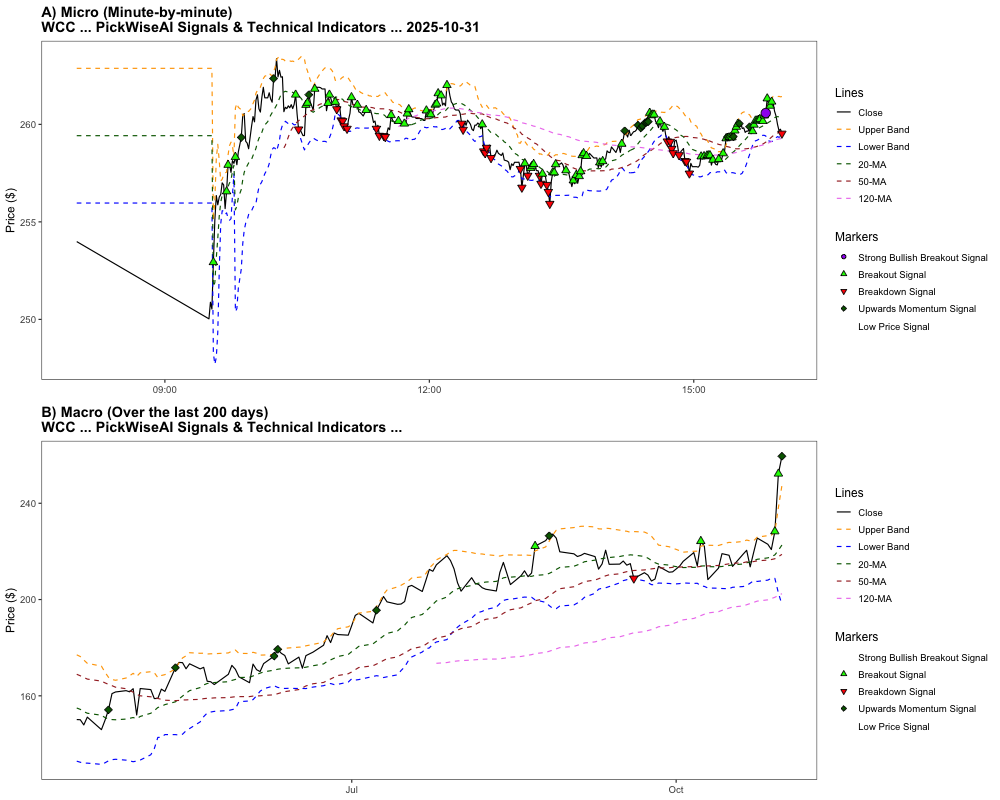 A) Micro (Minute-by-minute)
WCC ... PickWiseAI Signals & Technical Indicators ... 2025-10-31
Price ($)
260
255
250
09:00
12:00
15:00
Lines
Close
Upper Band
Lower Band
20-MA
50-MA
120-MA
Markers
Strong Bullish Breakout Signal
Breakout Signal
Breakdown Signal
Upwards Momentum Signal
Low Price Signal
B) Macro (Over the last 200 days)
WCC ... PickWiseAI Signals & Technical Indicators ...
Price ($)
240
200
160
Jul
Oct
Lines
Close
Upper Band
Lower Band
20-MA
50-MA
120-MA
Markers
Strong Bullish Breakout Signal
Breakout Signal
Breakdown Signal
Upwards Momentum Signal
Low Price Signal